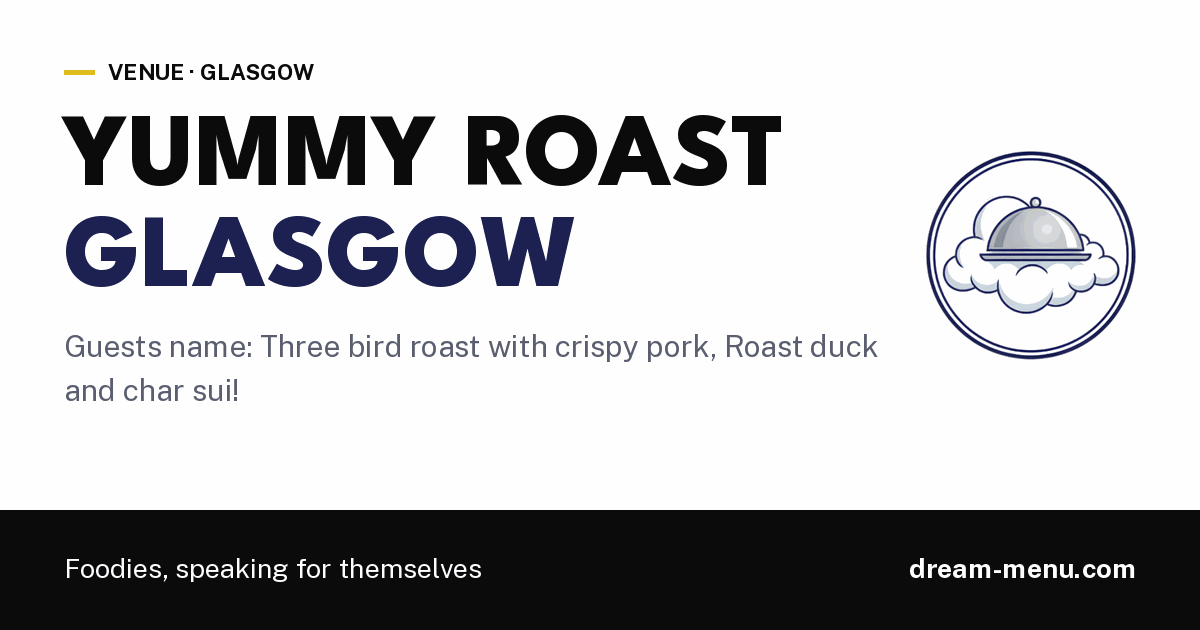 VENUE · GLASGOW
YUMMY ROAST
GLASGOW
Guests name: Three bird roast with crispy pork, Roast duck
and char sui!
Foodies, speaking for themselves
dream-menu.com